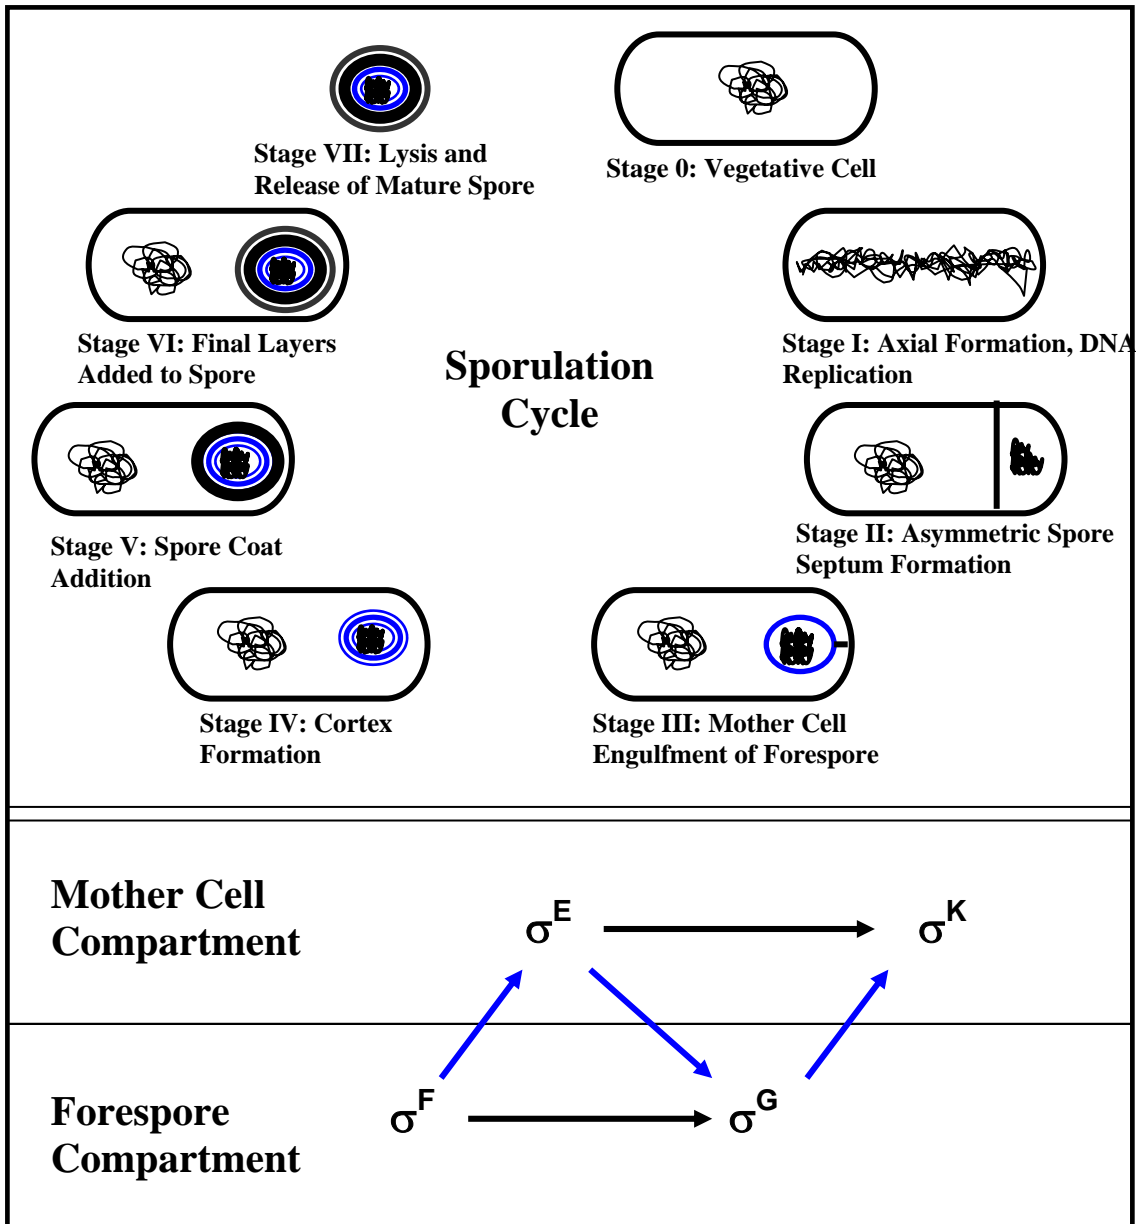 Stage VII: Lysis and
Release of Mature Spore
Stage 0: Vegetative Cell
Stage VI: Final Layers
Added to Spore
Sporulation
Cycle
Stage I: Axial Formation, DNA
Replication
Stage V: Spore Coat
Addition
Stage II: Asymmetric Spore
Septum Formation
Stage IV: Cortex
Formation
Stage III: Mother Cell
Engulfment of Forespore
Mother Cell
Compartment
σE
σK
Forespore
Compartment
σF
σG